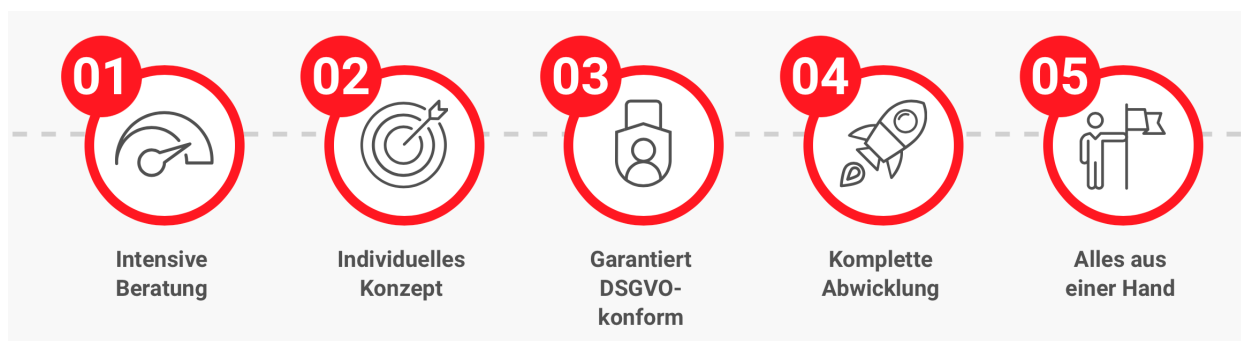 01
02
03
04
05
Intensive
Beratung
Individuelles
Konzept
Garantiert
DSGVO-
konform
Komplette
Abwicklung
Alles aus
einer Hand